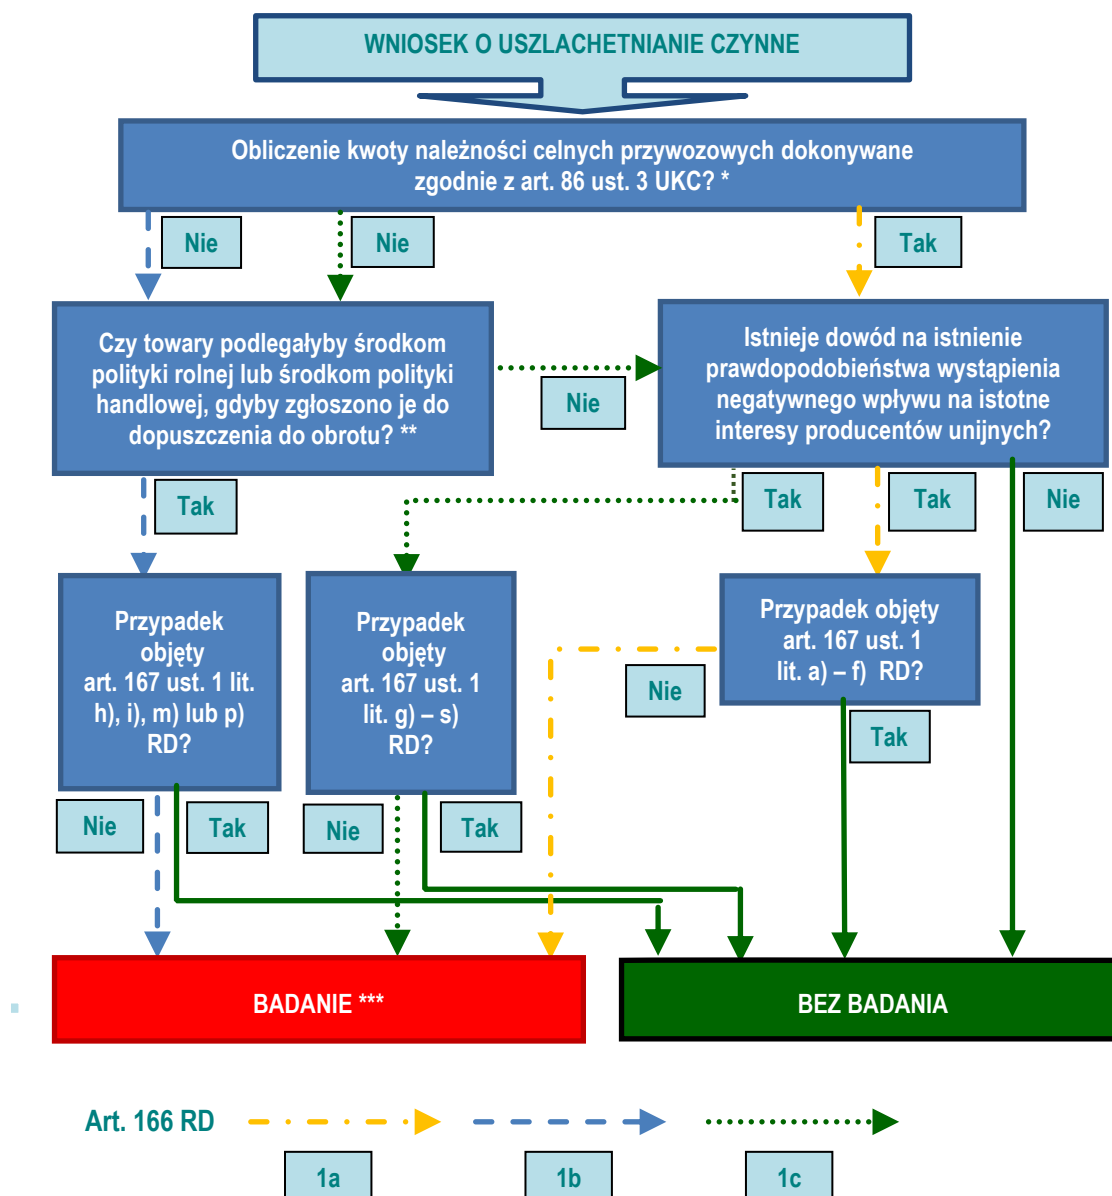 WNIOSEK O USZLACHETNIANIE CZYNNE
Obliczenie kwoty należności celnych przywozowych dokonywane
zgodnie z art. 86 ust. 3 UKC? *
Nie
Nie
Tak
Czy towary podlegałyby środkom
polityki rolnej lub środkom polityki
handlowej, gdyby zgłoszono je do
dopuszczenia do obrotu? **
Nie
Istnieje dowód na istnienie
prawdopodobieństwa wystąpienia
negatywnego wpływu na istotne
interesy producentów unijnych?
Tak
Tak
Tak
Nie
Przypadek
objęty
art. 167 ust. 1 lit.
h), i), m) lub p)
RD?
Przypadek
objęty
art. 167 ust. 1
lit. g) – s)
RD?
Przypadek objęty
art. 167 ust. 1
lit. a) – f) RD?
Nie
Tak
Nie
Tak
Nie
Tak
BADANIE ***
BEZ BADANIA
Art. 166 RD
1a
1b
1c